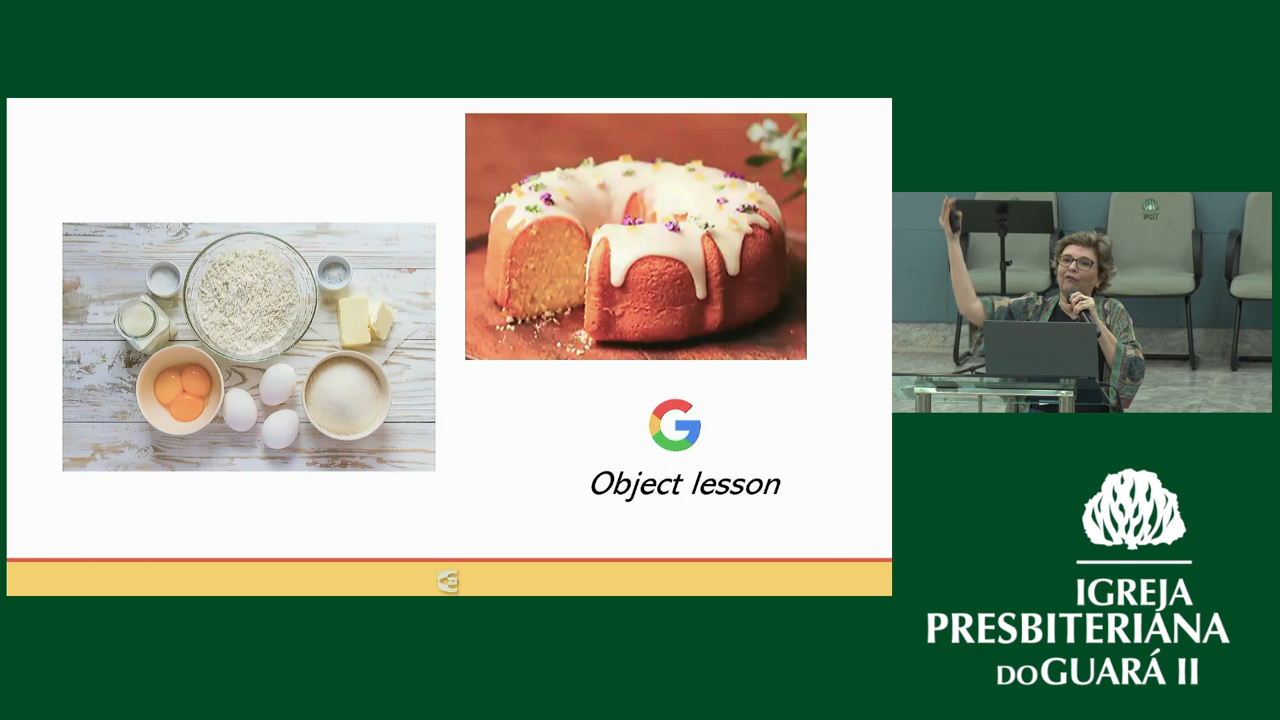 G
Object lesson
IGREJA
PRESBITERIANA
DO GUARÁ II